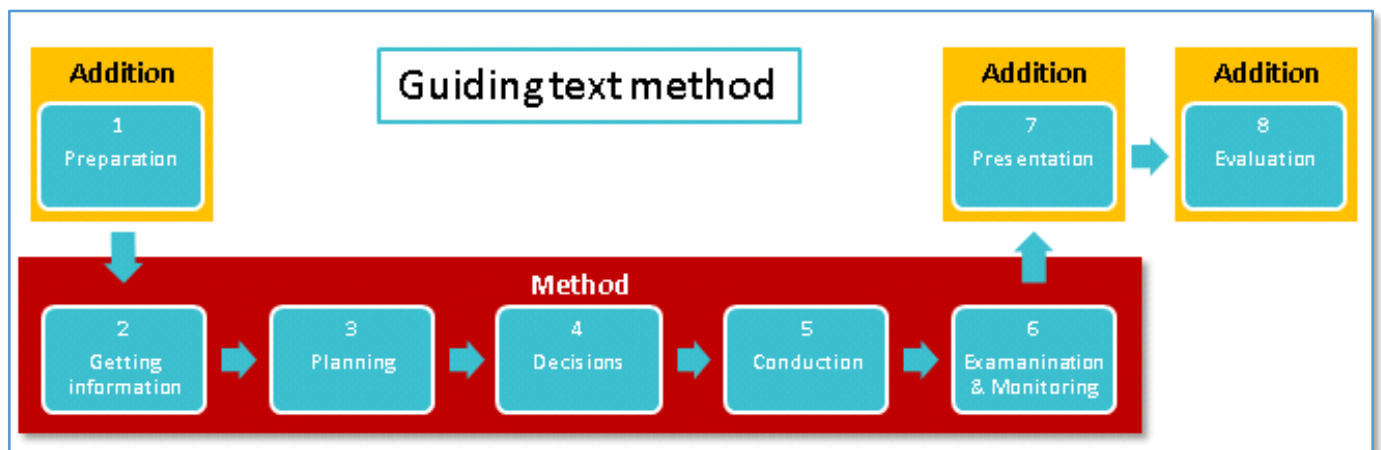 Guiding text method
Addition
1
Preparation
Method
2
Getting
information
3
Planning
4
Decisions
5
Conduction
6
Examanination
& Monitoring
Addition
7
Presentation
Addition
8
Evaluation